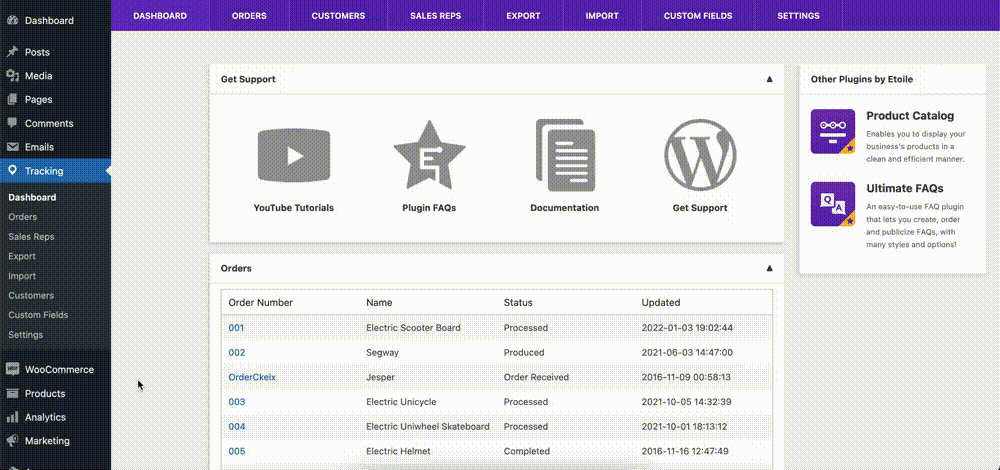 Dashboard
DASHBOARD ORDERS CUSTOMERS SALES REPS EXPORT IMPORT CUSTOM FIELDS SETTINGS
Posts
Media
Pages
Comments
Emails
Tracking
Dashboard
Orders
Sales Reps
Export
Import
Customers
Custom Fields
Settings
WooCommerce
Products
Analytics
Marketing
Get Support
YouTube Tutorials
Plugin FAQs
Documentation
Get Support
Orders
Order Number Name Status Updated
001 Electric Scooter Board Processed 2022-01-03 19:02:44
002 Segway Produced 2021-06-03 14:47:00
OrderCkeix Jesper Order Received 2016-11-09 00:58:13
003 Electric Unicycle Processed 2021-10-05 14:32:39
004 Electric Uniwheel Skateboard Processed 2021-10-01 18:13:12
005 Electric Helmet Completed 2016-11-16 12:47:49
Other Plugins by Etoile
Product Catalog
Enables you to display your
business's products in a
clean and efficient manner.
Q A
Ultimate FAQs
An easy-to-use FAQ plugin
that lets you create, order
and publicize FAQs, with
many styles and options!